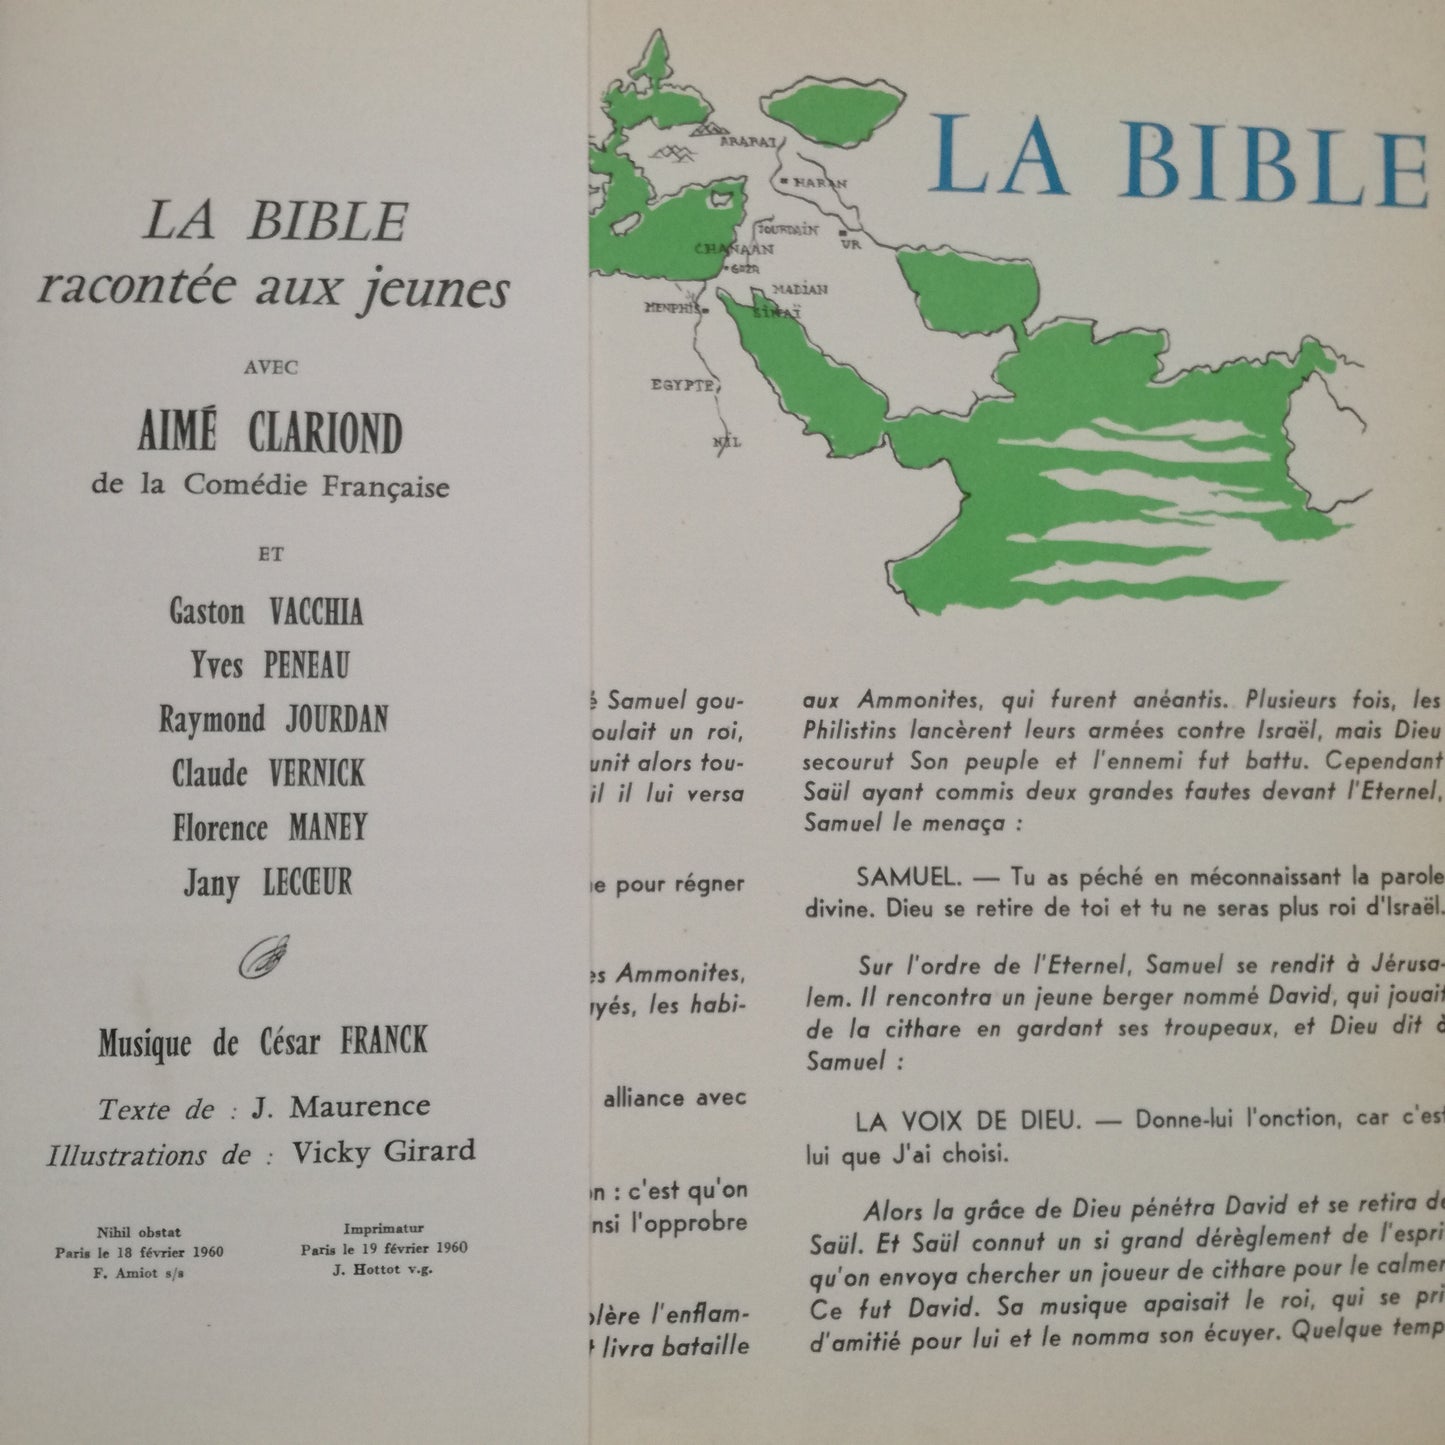 LA BIBLE
racontée aux jeunes
AVEC
AIMÉ CLARIOND
de la Comédie Française
ET
Gaston VACCHIA
Yves PENEAU
Raymond JOURDAN
Claude VERNICK
Florence MANEY
Jany LECŒUR
Musique de César FRANCK
Texte de : J. Maurence
Illustrations de : Vicky Girard
Nihil obstat
Paris le 18 février 1960
F. Amiot s/s
Imprimatur
Paris le 19 février 1960
J. Hottot v.g.
LA BIBLE
ARARAT
HARAN
JOURDAIN
UR
CHANAAN
GAZA
MADIAN
MENPHIS
SINAÏ
EGYPTE
NIL
é Samuel gou-
oulait un roi,
unit alors tou-
il il lui versa
e pour régner
es Ammonites,
yés, les habi-
alliance avec
on : c'est qu'on
nsi l'opprobre
olère l'enflam-
t livra bataille
aux Ammonites, qui furent anéantis. Plusieurs fois, les
Philistins lancèrent leurs armées contre Israël, mais Dieu
secourut Son peuple et l'ennemi fut battu. Cependant
Saül ayant commis deux grandes fautes devant l'Eternel,
Samuel le menaça :
SAMUEL. — Tu as péché en méconnaissant la parole
divine. Dieu se retire de toi et tu ne seras plus roi d'Israël.
Sur l'ordre de l'Eternel, Samuel se rendit à Jérusa-
lem. Il rencontra un jeune berger nommé David, qui jouait
de la cithare en gardant ses troupeaux, et Dieu dit à
Samuel :
LA VOIX DE DIEU. — Donne-lui l'onction, car c'est
lui que J'ai choisi.
Alors la grâce de Dieu pénétra David et se retira de
Saül. Et Saül connut un si grand dérèglement de l'espri
qu'on envoya chercher un joueur de cithare pour le calmer
Ce fut David. Sa musique apaisait le roi, qui se pri
d'amitié pour lui et le nomma son écuyer. Quelque temp